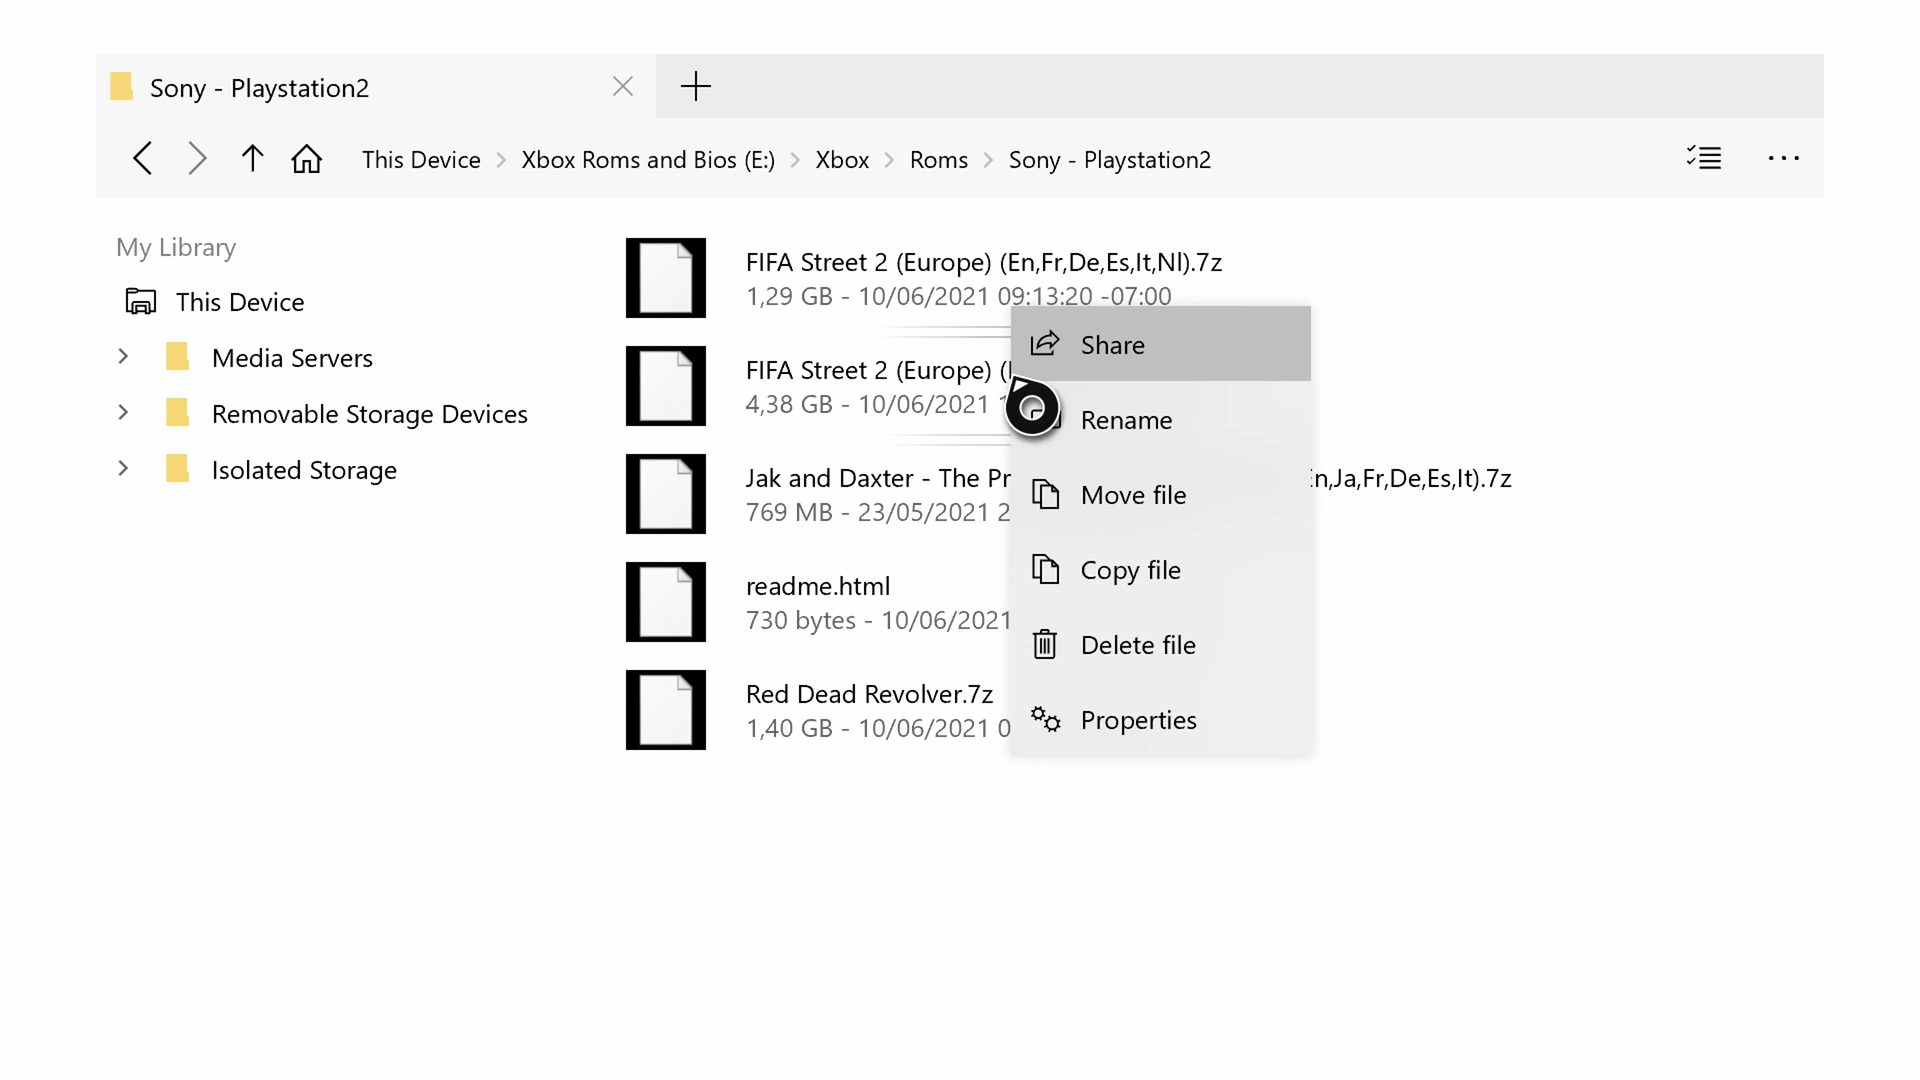 Sony - Playstation2
This Device > Xbox Roms and Bios (E:) > Xbox > Roms > Sony - Playstation2
My Library
This Device
Media Servers
Removable Storage Devices
Isolated Storage
FIFA Street 2 (Europe) (En,Fr,De,Es,It,Nl).7z
1,29 GB - 10/06/2021 09:13:20 -07:00
FIFA Street 2 (Europe) (
4,38 GB - 10/06/2021
Jak and Daxter - The n,Ja,Fr,De,Es,It).7z
769 MB - 23/05/2021 2
readme.html
730 bytes - 10/06/2021
Red Dead Revolver.7z
1,40 GB - 10/06/2021 0
Share
Rename
Move file
Copy file
Delete file
Properties